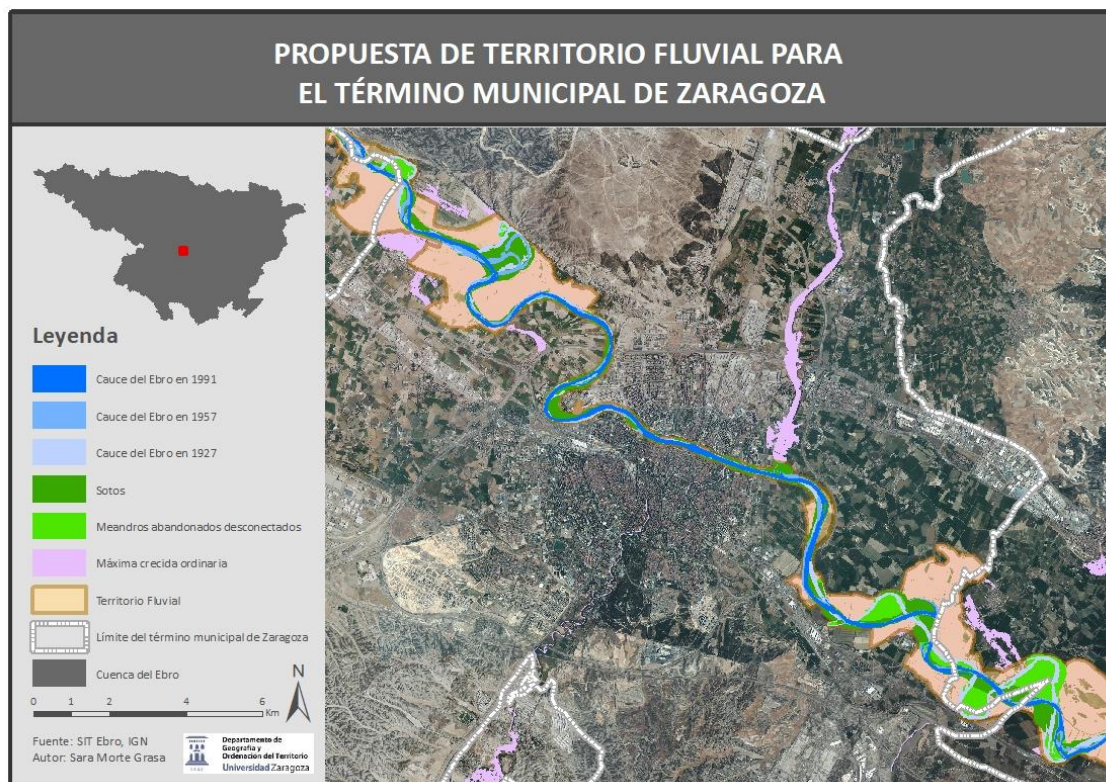 PROPUESTA DE TERRITORIO FLUVIAL PARA
EL TÉRMINO MUNICIPAL DE ZARAGOZA
Leyenda
Cauce del Ebro en 1991
Cauce del Ebro en 1957
Cauce del Ebro en 1927
Sotos
Meandros abandonados desconectados
Máxima crecida ordinaria
Territorio Fluvial
Límite del término municipal de Zaragoza
Cuenca del Ebro
N
0 1 2 4 6
Km
Fuente: SIT Ebro, IGN
Autor: Sara Morte Grasa
Departamento de
Geografía y
Ordenación del Territorio
Universidad Zaragoza